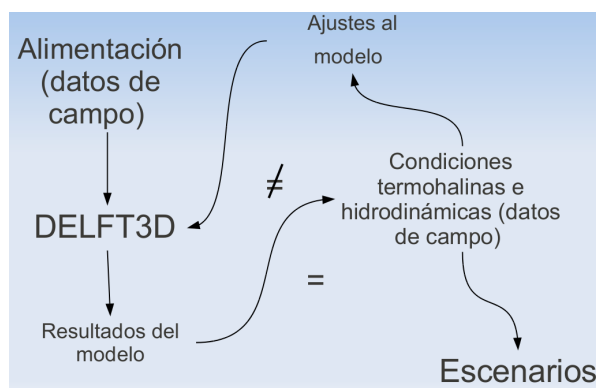 Alimentación
(datos de
campo)
Ajustes al
modelo
≠
Condiciones
termohalinas e
hidrodinámicas (datos
de campo)
DELFT3D
=
Resultados del
modelo
Escenarios